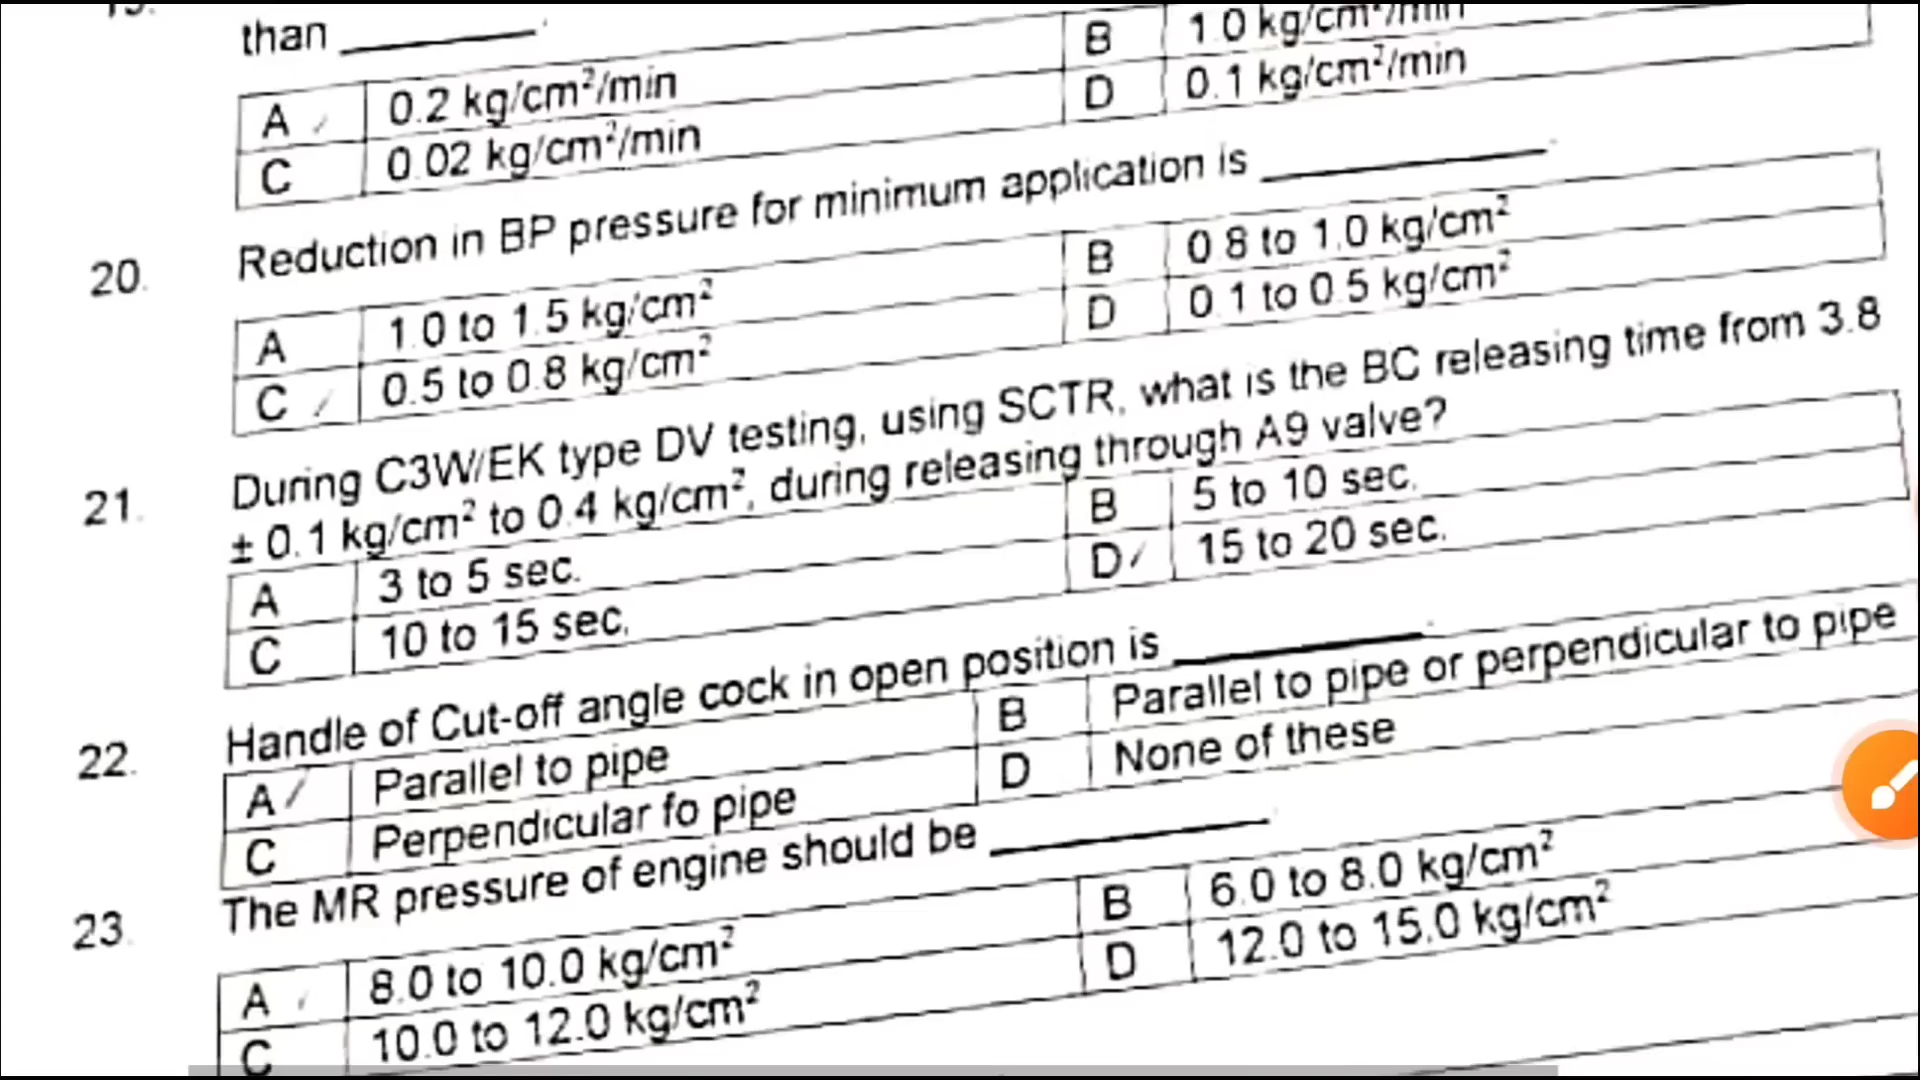 than ________.
A 0.2 kg/cm²/min B 1.0 kg/cm²/min
C 0.02 kg/cm²/min D 0.1 kg/cm²/min
20. Reduction in BP pressure for minimum application is ________.
A 1.0 to 1.5 kg/cm² B 0.8 to 1.0 kg/cm²
C 0.5 to 0.8 kg/cm² D 0.1 to 0.5 kg/cm²
21. During C3W/EK type DV testing, using SCTR, what is the BC releasing time from 3.8
± 0.1 kg/cm² to 0.4 kg/cm², during releasing through A9 valve?
A 3 to 5 sec. B 5 to 10 sec.
C 10 to 15 sec. D 15 to 20 sec.
22. Handle of Cut-off angle cock in open position is ________.
A Parallel to pipe B Parallel to pipe or perpendicular to pipe
C Perpendicular fo pipe D None of these
23. The MR pressure of engine should be ________.
A 8.0 to 10.0 kg/cm² B 6.0 to 8.0 kg/cm²
C 10.0 to 12.0 kg/cm² D 12.0 to 15.0 kg/cm²